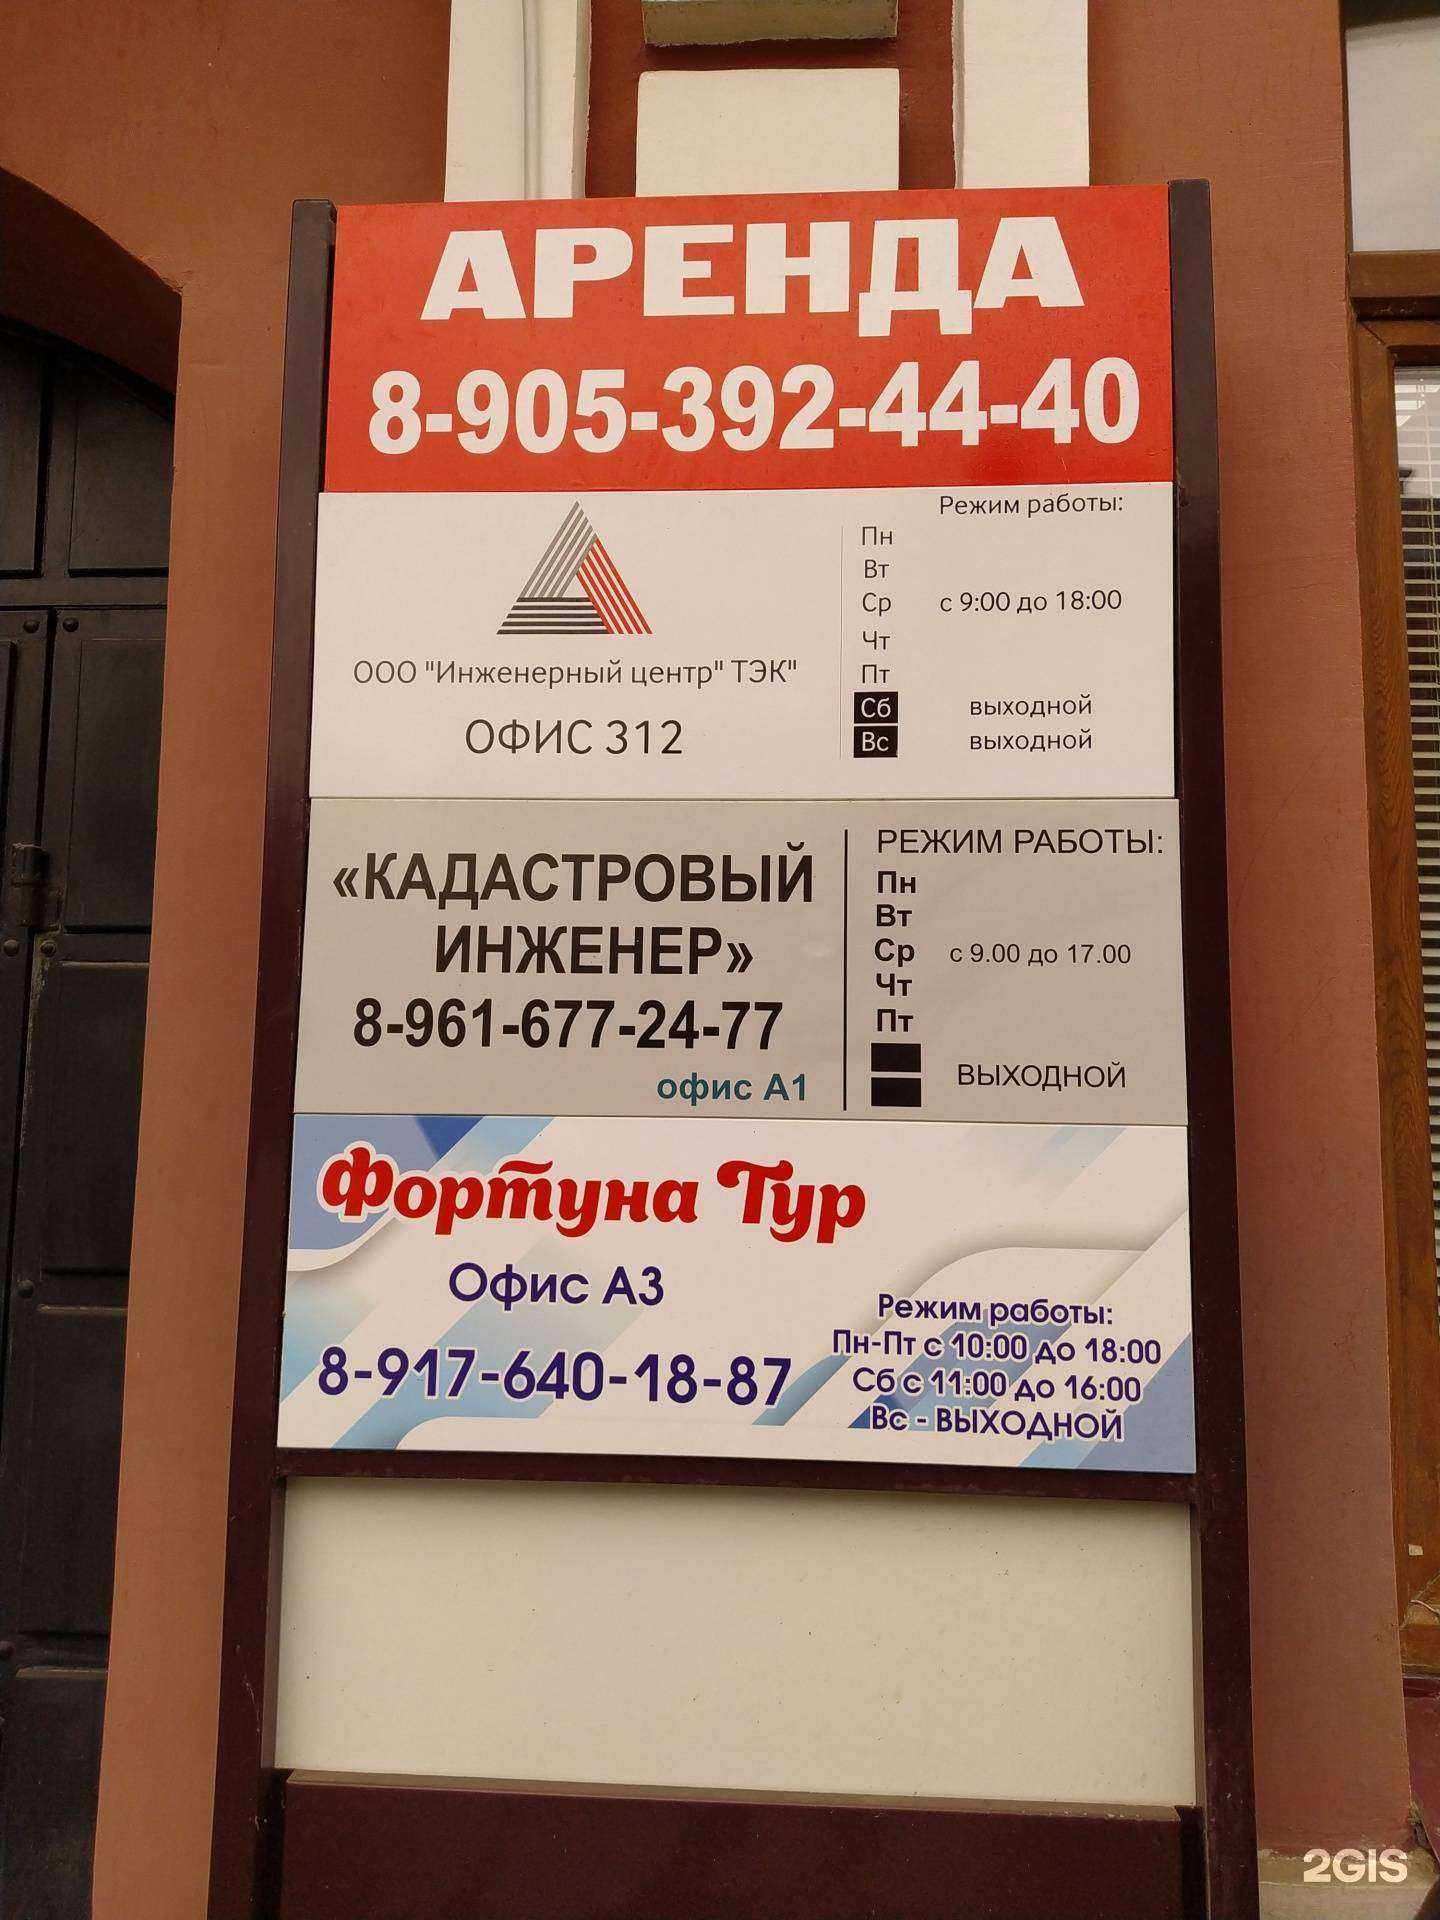 АРЕНДА
8-905-392-44-40
ООО "Инженерный центр" ТЭК"
ОФИС 312
Режим работы:
Пн
Вт
Ср с 9:00 до 18:00
Чт
Пт
Сб выходной
Вс выходной
«КАДАСТРОВЫЙ
ИНЖЕНЕР»
8-961-677-24-77
офис А1
РЕЖИМ РАБОТЫ:
Пн
Вт
Ср с 9.00 до 17.00
Чт
Пт
ВЫХОДНОЙ
Фортуна Тур
Офис А3
8-917-640-18-87
Режим работы:
Пн-Пт с 10:00 до 18:00
Сб с 11:00 до 16:00
Вс - ВЫХОДНОЙ
2GIS